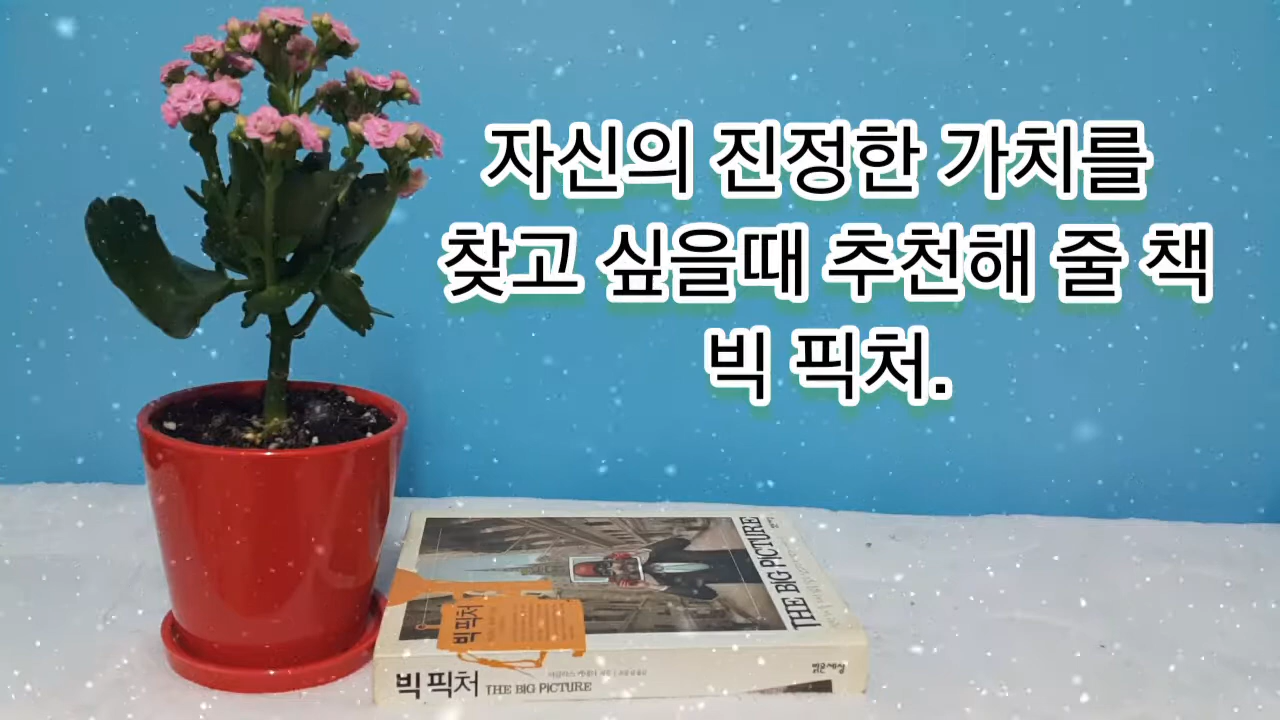 자신의 진정한 가치를
찾고 싶을때 추천해 줄 책
빅 픽처.
THE BIG PICTURE
빅 픽처
빅 픽처 THE BIG PICTURE
밝은세상